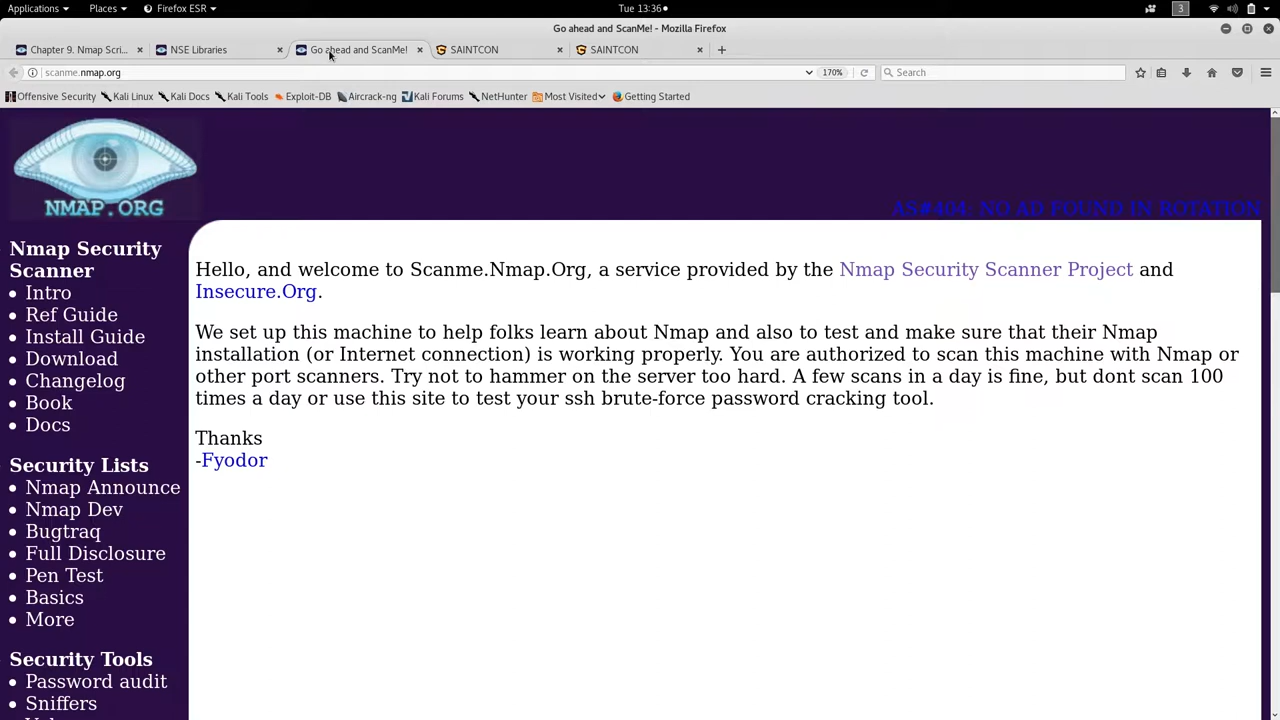 Applications
Places
Firefox ESR
Tue 13:36
3
Go ahead and ScanMe! - Mozilla Firefox
Chapter 9. Nmap Scri...
NSE Libraries
Go ahead and ScanMe!
SAINTCON
SAINTCON
scanme.nmap.org
170%
Search
Offensive Security
Kali Linux
Kali Docs
Kali Tools
Exploit-DB
Aircrack-ng
Kali Forums
NetHunter
Most Visited
Getting Started
NMAP.ORG
AS#404: NO AD FOUND IN ROTATION
Nmap Security
Scanner
Intro
Ref Guide
Install Guide
Download
Changelog
Book
Docs
Security Lists
Nmap Announce
Nmap Dev
Bugtraq
Full Disclosure
Pen Test
Basics
More
Security Tools
Password audit
Sniffers
Hello, and welcome to Scanme.Nmap.Org, a service provided by the Nmap Security Scanner Project and
Insecure.Org.
We set up this machine to help folks learn about Nmap and also to test and make sure that their Nmap
installation (or Internet connection) is working properly. You are authorized to scan this machine with Nmap or
other port scanners. Try not to hammer on the server too hard. A few scans in a day is fine, but dont scan 100
times a day or use this site to test your ssh brute-force password cracking tool.
Thanks
-Fyodor